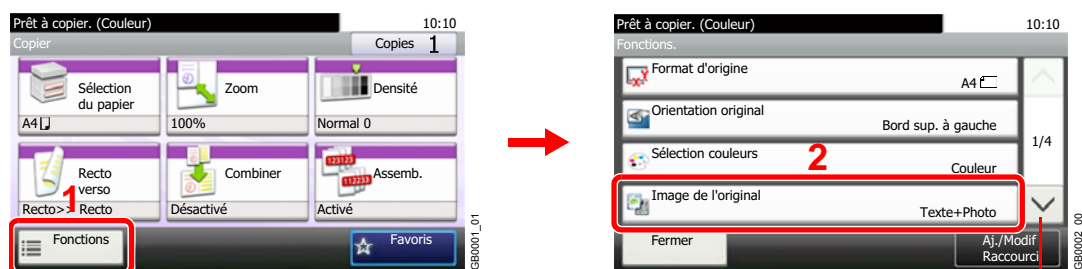 Prêt à copier. (Couleur) 10:10
Copier Copies 1
Sélection du papier
A4
Zoom
100%
Densité
Normal 0
Recto verso
Recto>> Recto
Combiner
Désactivé
Assemb.
123123
112233
Activé
1
Fonctions
Favoris
GB0001_01
Prêt à copier. (Couleur) 10:10
Fonctions.
Format d'origine
A4
Orientation original
Bord sup. à gauche
1/4
Sélection couleurs
2
Couleur
Image de l'original
Texte+Photo
Fermer
Aj./Modif
Raccourci
GB0002_00